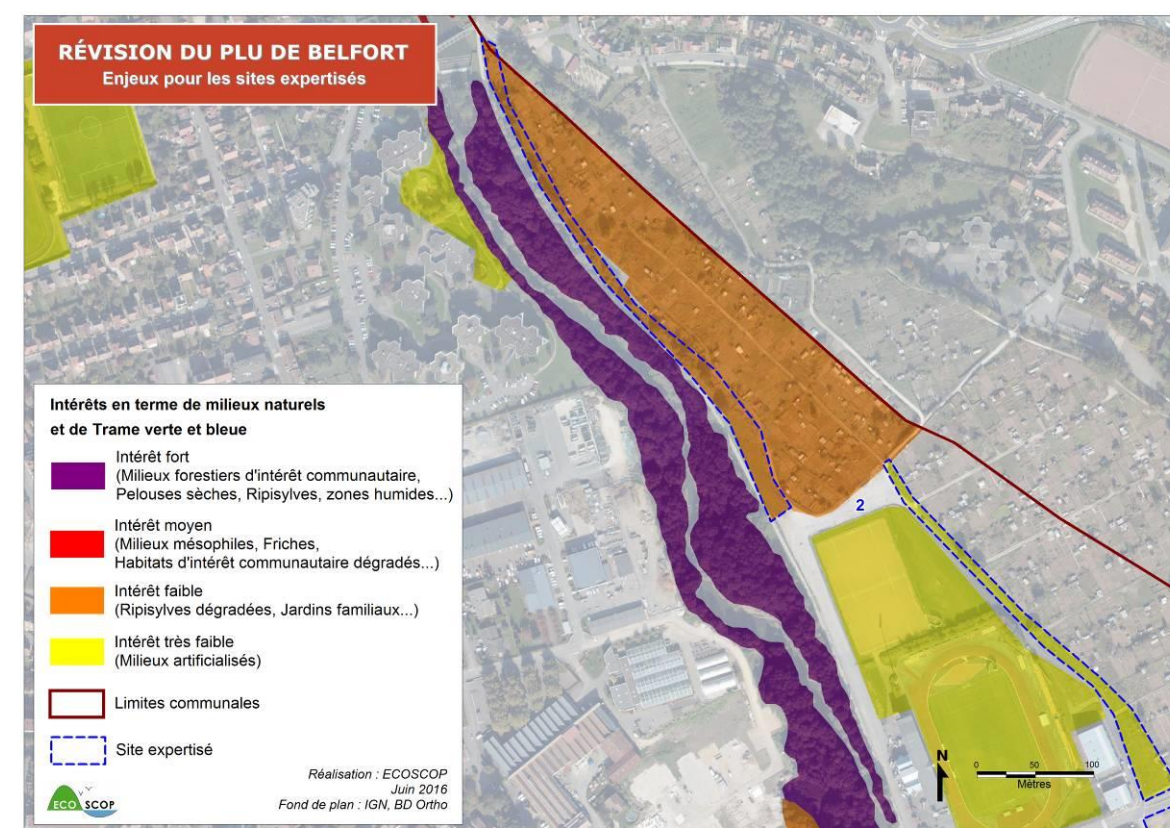 RÉVISION DU PLU DE BELFORT
Enjeux pour les sites expertisés
2
Intérêts en terme de milieux naturels
et de Trame verte et bleue
Intérêt fort
(Milieux forestiers d'intérêt communautaire,
Pelouses sèches, Ripisylves, zones humides...)
Intérêt moyen
(Milieux mésophiles, Friches,
Habitats d'intérêt communautaire dégradés...)
Intérêt faible
(Ripisylves dégradées, Jardins familiaux...)
Intérêt très faible
(Milieux artificialisés)
Limites communales
Site expertisé
Réalisation : ECOSCOP
Juin 2016
Fond de plan : IGN, BD Ortho
ECO SCOP
N
0 50 100
Mètres